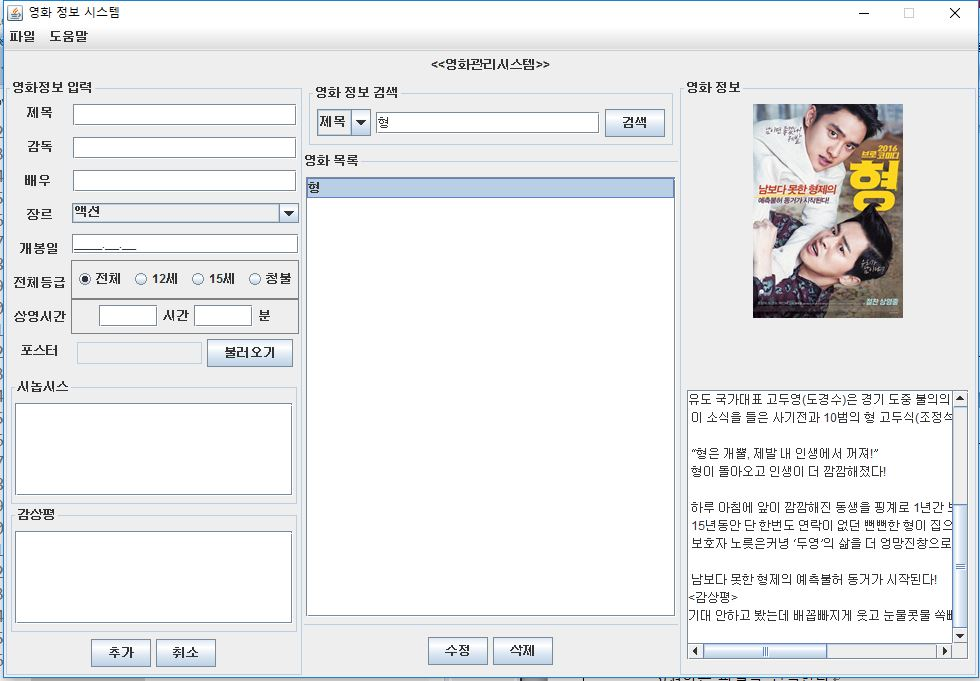 영화 정보 시스템
파일 도움말
<<영화관리시스템>>
영화정보 입력
제목
감독
배우
장르 액션
개봉일 ____.__.__
전체등급 전체 12세 15세 청불
상영시간 시간 분
포스터 불러오기
시놉시스
감상평
추가 취소
영화 정보 검색
제목 형 검색
영화 목록
형
수정 삭제
영화 정보
2016
브로 코미디
형
남보다 못한 형제의
예측불허 동거가 시작된다!
절찬 상영중
유도 국가대표 고두영(도경수)은 경기 도중 불의의
이 소식을 들은 사기전과 10범의 형 고두식(조정석
“형은 개뿔, 제발 내 인생에서 꺼져!”
형이 돌아오고 인생이 더 깜깜해졌다!
하루 아침에 앞이 깜깜해진 동생을 핑계로 1년간
15년동안 단 한번도 연락이 없던 뻔뻔한 형이 집으
보호자 노릇은커녕 ‘두영’의 삶을 더 엉망진창으로
남보다 못한 형제의 예측불허 동거가 시작된다!
<감상평>
기대 안하고 봤는데 배꼽빠지게 웃고 눈물콧물 쏙빠